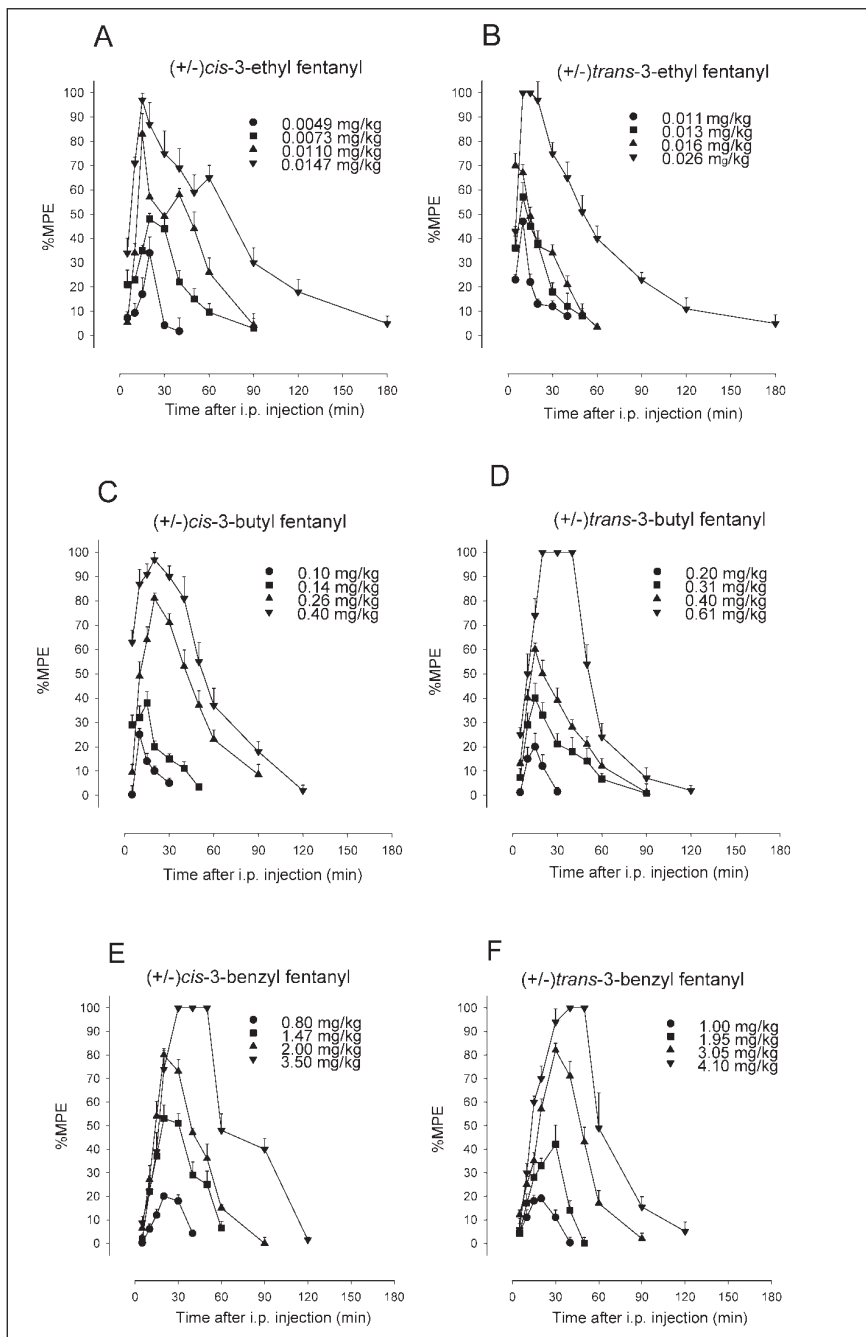 A
(+/-)cis-3-ethyl fentanyl
0.0049 mg/kg
0.0073 mg/kg
0.0110 mg/kg
0.0147 mg/kg
100
90
80
70
60
50
40
30
20
10
0
%MPE
0 30 60 90 120 150 180
Time after i.p. injection (min)
B
(+/-)trans-3-ethyl fentanyl
0.011 mg/kg
0.013 mg/kg
0.016 mg/kg
0.026 mg/kg
100
90
80
70
60
50
40
30
20
10
0
%MPE
0 30 60 90 120 150 180
Time after i.p. injection (min)
C
(+/-)cis-3-butyl fentanyl
0.10 mg/kg
0.14 mg/kg
0.26 mg/kg
0.40 mg/kg
100
90
80
70
60
50
40
30
20
10
0
%MPE
0 30 60 90 120 150 180
Time after i.p. injection (min)
D
(+/-)trans-3-butyl fentanyl
0.20 mg/kg
0.31 mg/kg
0.40 mg/kg
0.61 mg/kg
100
90
80
70
60
50
40
30
20
10
0
%MPE
0 30 60 90 120 150 180
Time after i.p. injection (min)
E
(+/-)cis-3-benzyl fentanyl
0.80 mg/kg
1.47 mg/kg
2.00 mg/kg
3.50 mg/kg
100
90
80
70
60
50
40
30
20
10
0
%MPE
0 30 60 90 120 150 180
Time after i.p. injection (min)
F
(+/-)trans-3-benzyl fentanyl
1.00 mg/kg
1.95 mg/kg
3.05 mg/kg
4.10 mg/kg
100
90
80
70
60
50
40
30
20
10
0
%MPE
0 30 60 90 120 150 180
Time after i.p. injection (min)